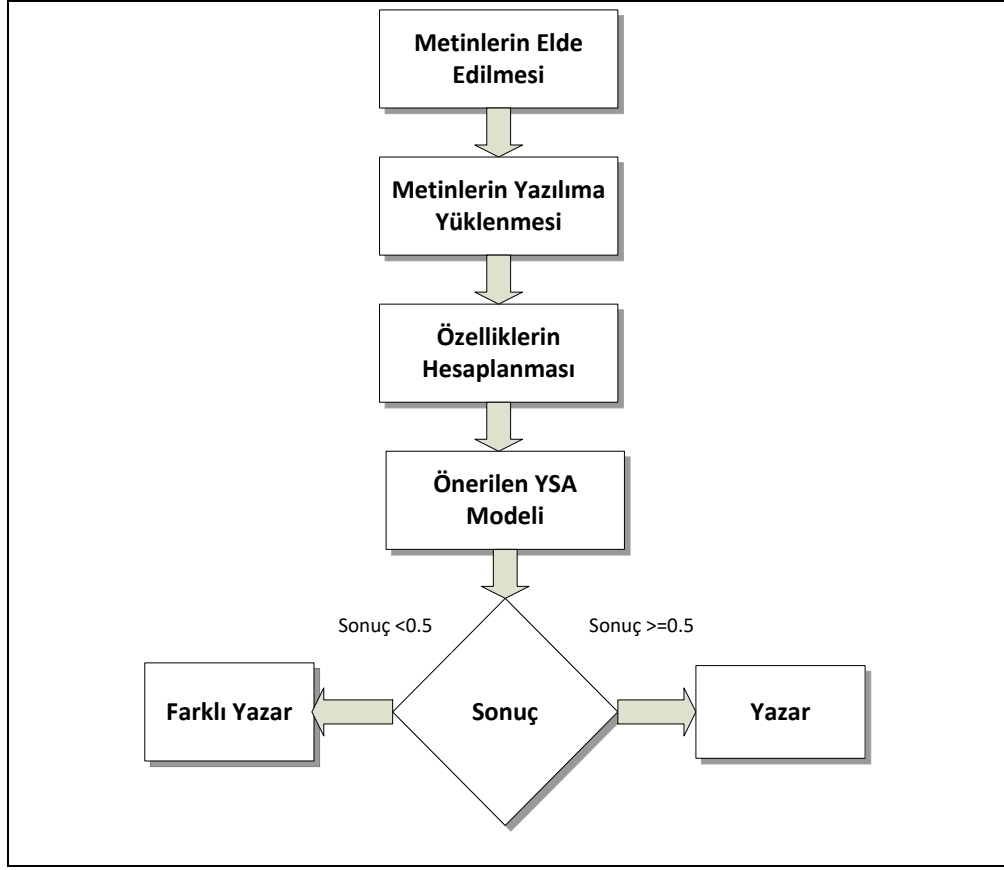 Metinlerin Elde
Edilmesi
Metinlerin Yazılıma
Yüklenmesi
Özelliklerin
Hesaplanması
Önerilen YSA
Modeli
Sonuç <0.5
Sonuç >=0.5
Farklı Yazar
Sonuç
Yazar